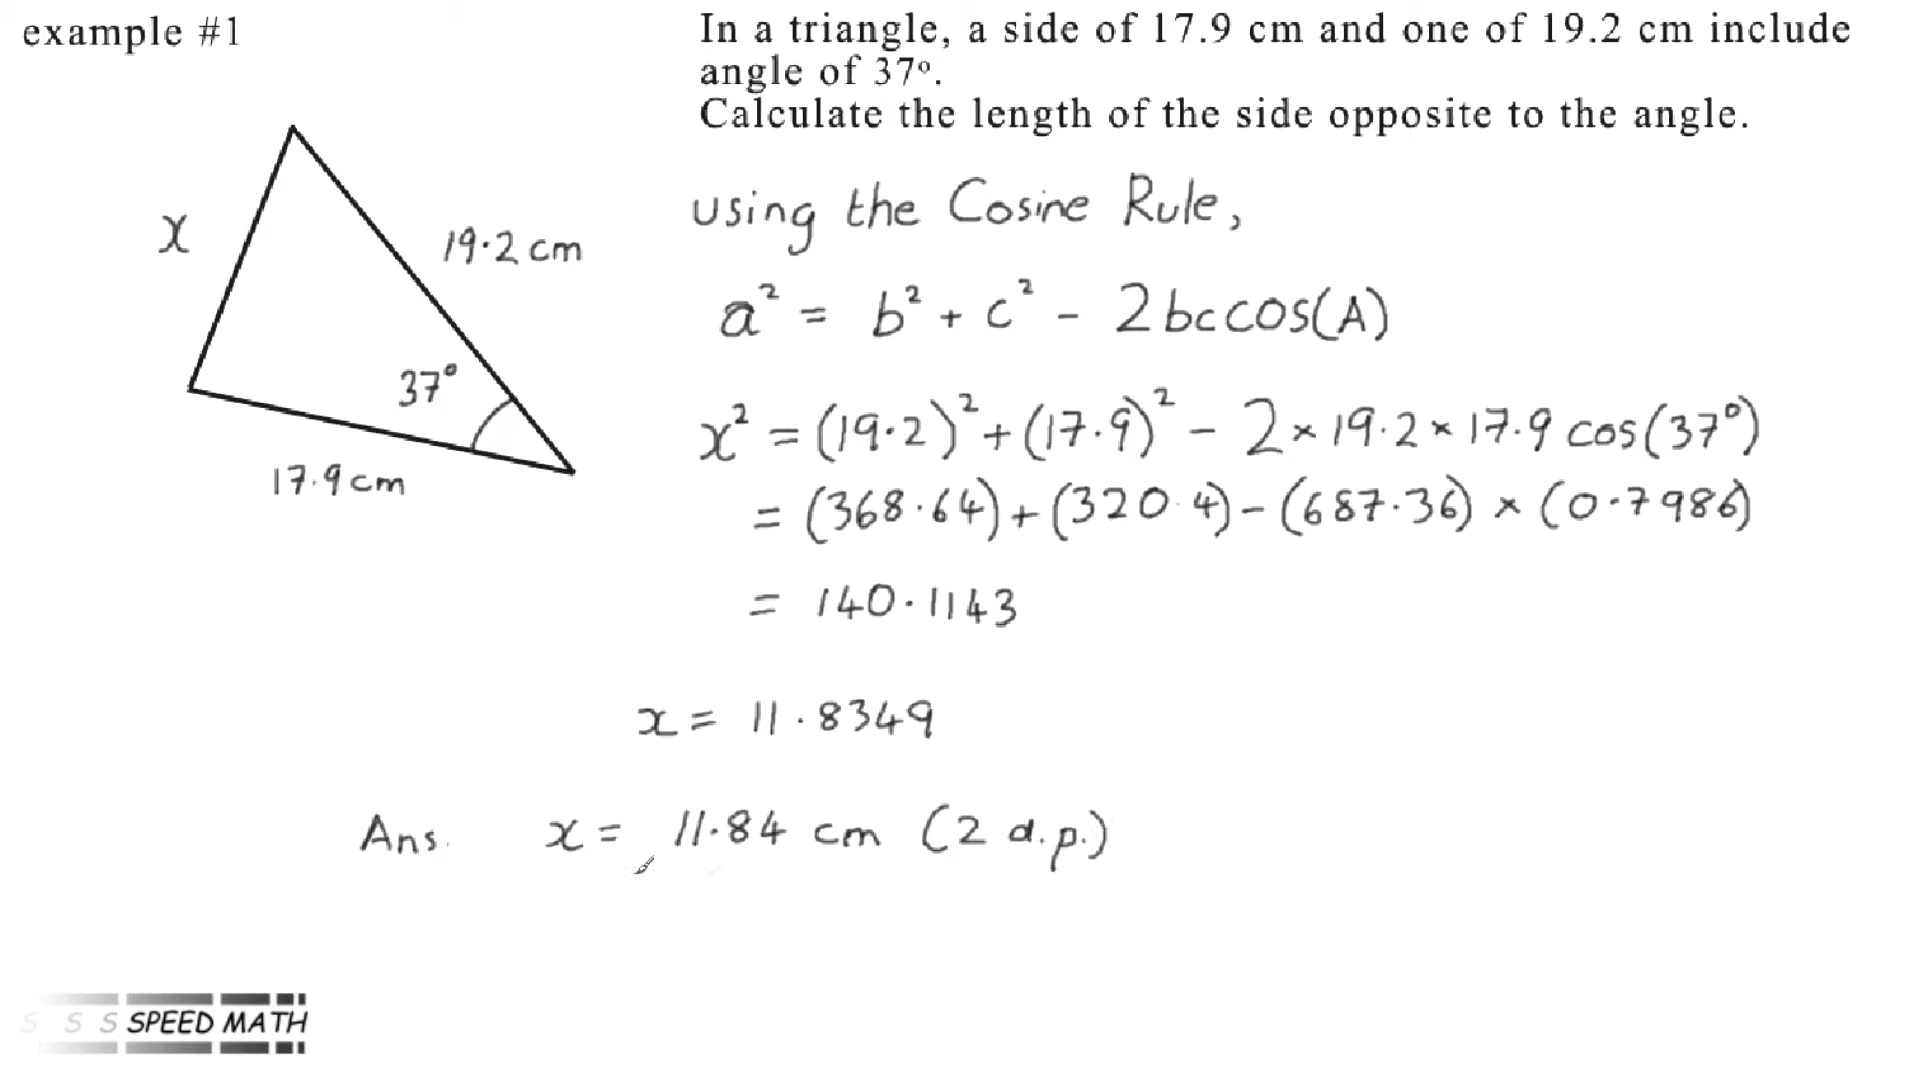 example #1
In a triangle, a side of 17.9 cm and one of 19.2 cm include
angle of 37º.
Calculate the length of the side opposite to the angle.
x
19.2 cm
37°
17.9 cm
using the Cosine Rule,
a² = b² + c² - 2bccos(A)
x² = (19.2)² + (17.9)² - 2 × 19.2 × 17.9 cos(37°)
= (368.64) + (320.4) - (687.36) × (0.7986)
= 140.1143
x = 11.8349
Ans. x = 11.84 cm (2 d.p.)
S S S SPEED MATH